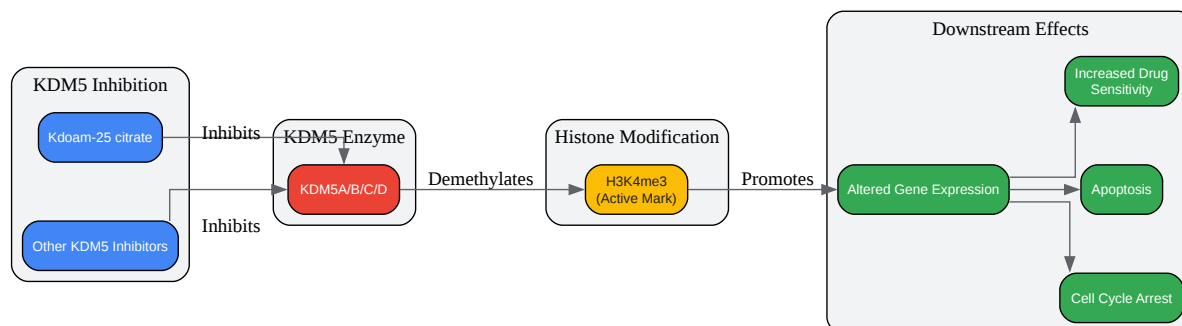 KDM5 Inhibition
Kdoam-25 citrate
Other KDM5 Inhibitors
Inhibits
Inhibits
KDM5 Enzyme
KDM5A/B/C/D
Demethylates
Histone Modification
H3K4me3
(Active Mark)
Promotes
Downstream Effects
Altered Gene Expression
Increased Drug
Sensitivity
Apoptosis
Cell Cycle Arrest